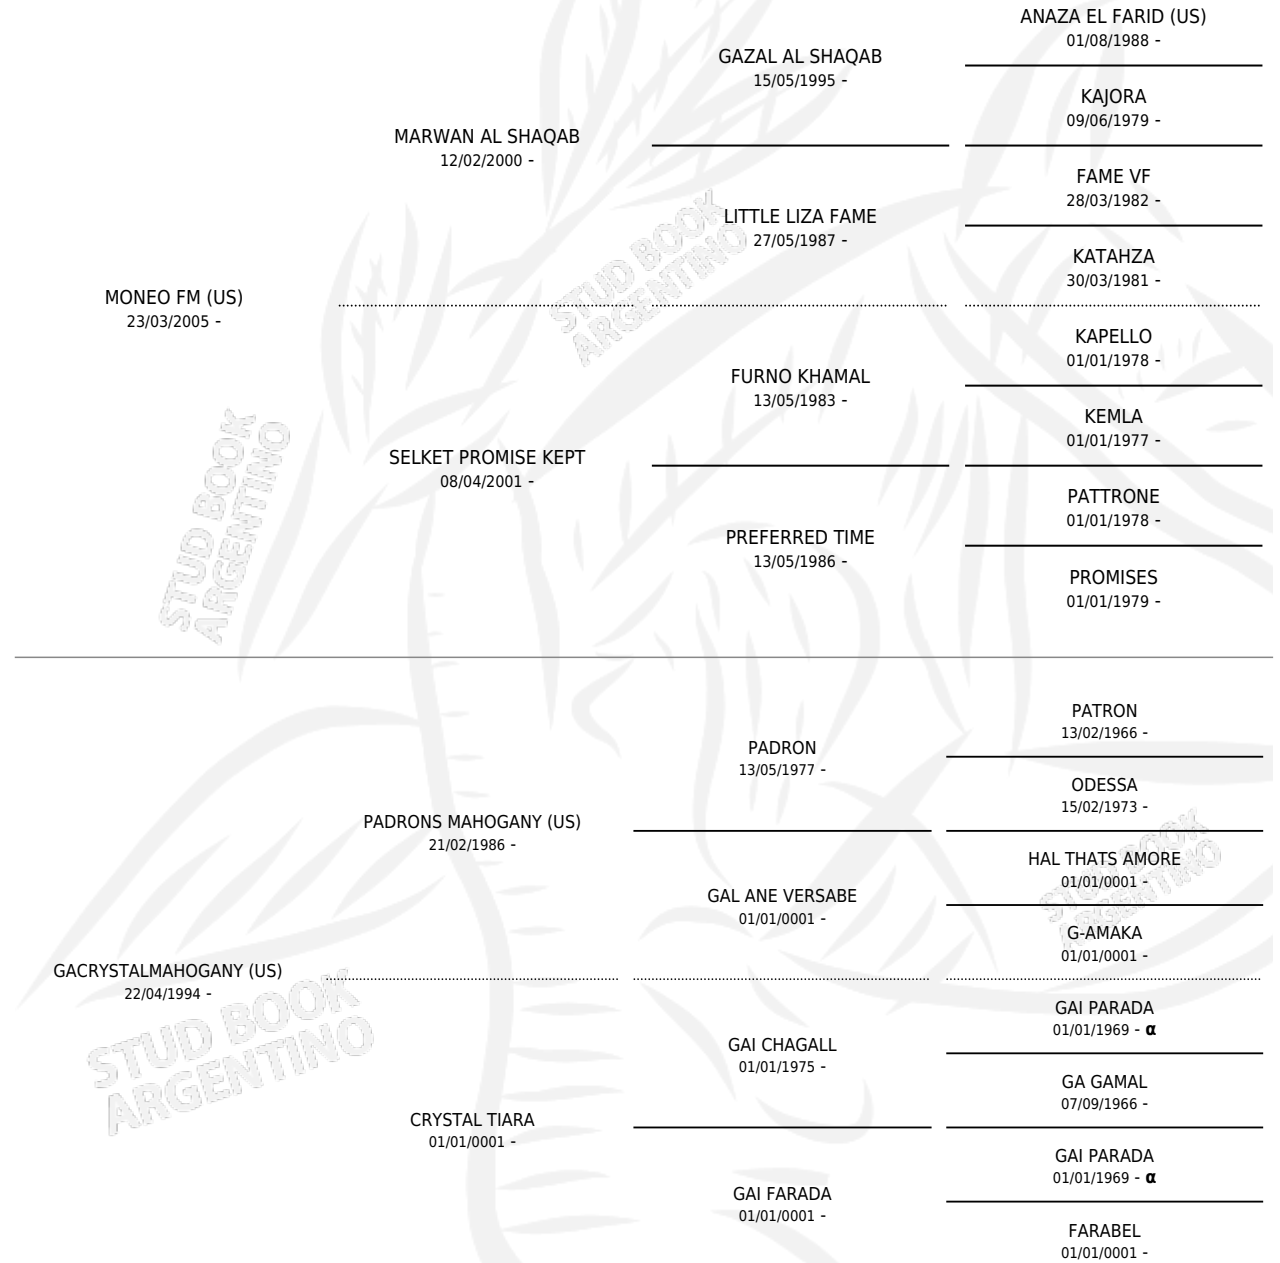 ANAZA EL FARID (US)
01/08/1988 -
GAZAL AL SHAQAB
15/05/1995 -
KAJORA
09/06/1979 -
MARWAN AL SHAQAB
12/02/2000 -
FAME VF
28/03/1982 -
LITTLE LIZA FAME
27/05/1987 -
KATAHZA
30/03/1981 -
MONEO FM (US)
23/03/2005 -
KAPELLO
01/01/1978 -
FURNO KHAMAL
13/05/1983 -
KEMLA
01/01/1977 -
SELKET PROMISE KEPT
08/04/2001 -
PATTRONE
01/01/1978 -
PREFERRED TIME
13/05/1986 -
PROMISES
01/01/1979 -
PATRON
13/02/1966 -
PADRON
13/05/1977 -
ODESSA
15/02/1973 -
PADRONS MAHOGANY (US)
21/02/1986 -
HAL THATS AMORE
01/01/0001 -
GAL ANE VERSABE
01/01/0001 -
G-AMAKA
01/01/0001 -
GACRYSTALMAHOGANY (US)
22/04/1994 -
GAI PARADA
01/01/1969 - α
GAI CHAGALL
01/01/1975 -
GA GAMAL
07/09/1966 -
CRYSTAL TIARA
01/01/0001 -
GAI PARADA
01/01/1969 - α
GAI FARADA
01/01/0001 -
FARABEL
01/01/0001 -
STUD BOOK
ARGENTINO
STUD BOOK
ARGENTINO
STUD BOOK
ARGENTINO
STUD BOOK
ARGENTINO